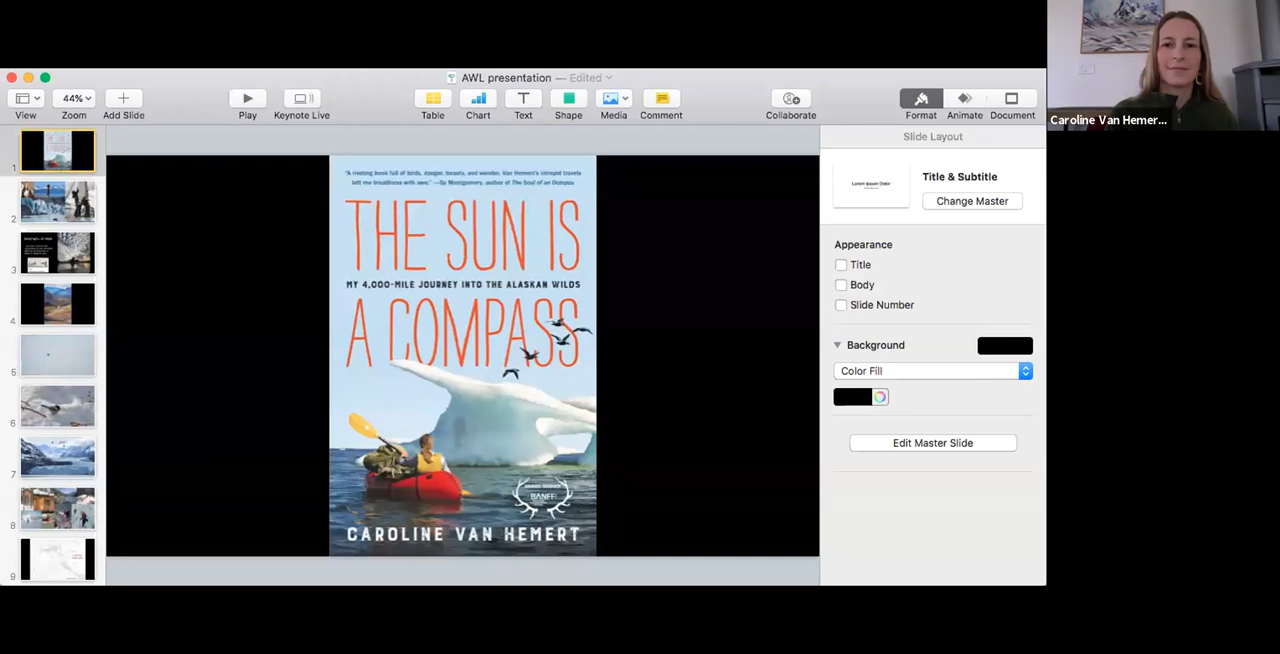 AWL presentation — Edited
View
44%
Zoom
Add Slide
Play
Keynote Live
Table
Chart
Text
Shape
Media
Comment
Collaborate
Format
Animate
Document
Caroline Van Hemer...
1
2
3
4
5
6
7
8
9
"A riveting book full of birds, danger, beauty, and wonder. Van Hemert's intrepid travels
left me breathless with awe." —Sy Montgomery, author of The Soul of an Octopus
THE SUN IS
MY 4,000-MILE JOURNEY INTO THE ALASKAN WILDS
A COMPASS
BANFF
CAROLINE VAN HEMERT
Slide Layout
Lorem Ipsum Dolor
Title & Subtitle
Change Master
Appearance
Title
Body
Slide Number
Background
Color Fill
Edit Master Slide